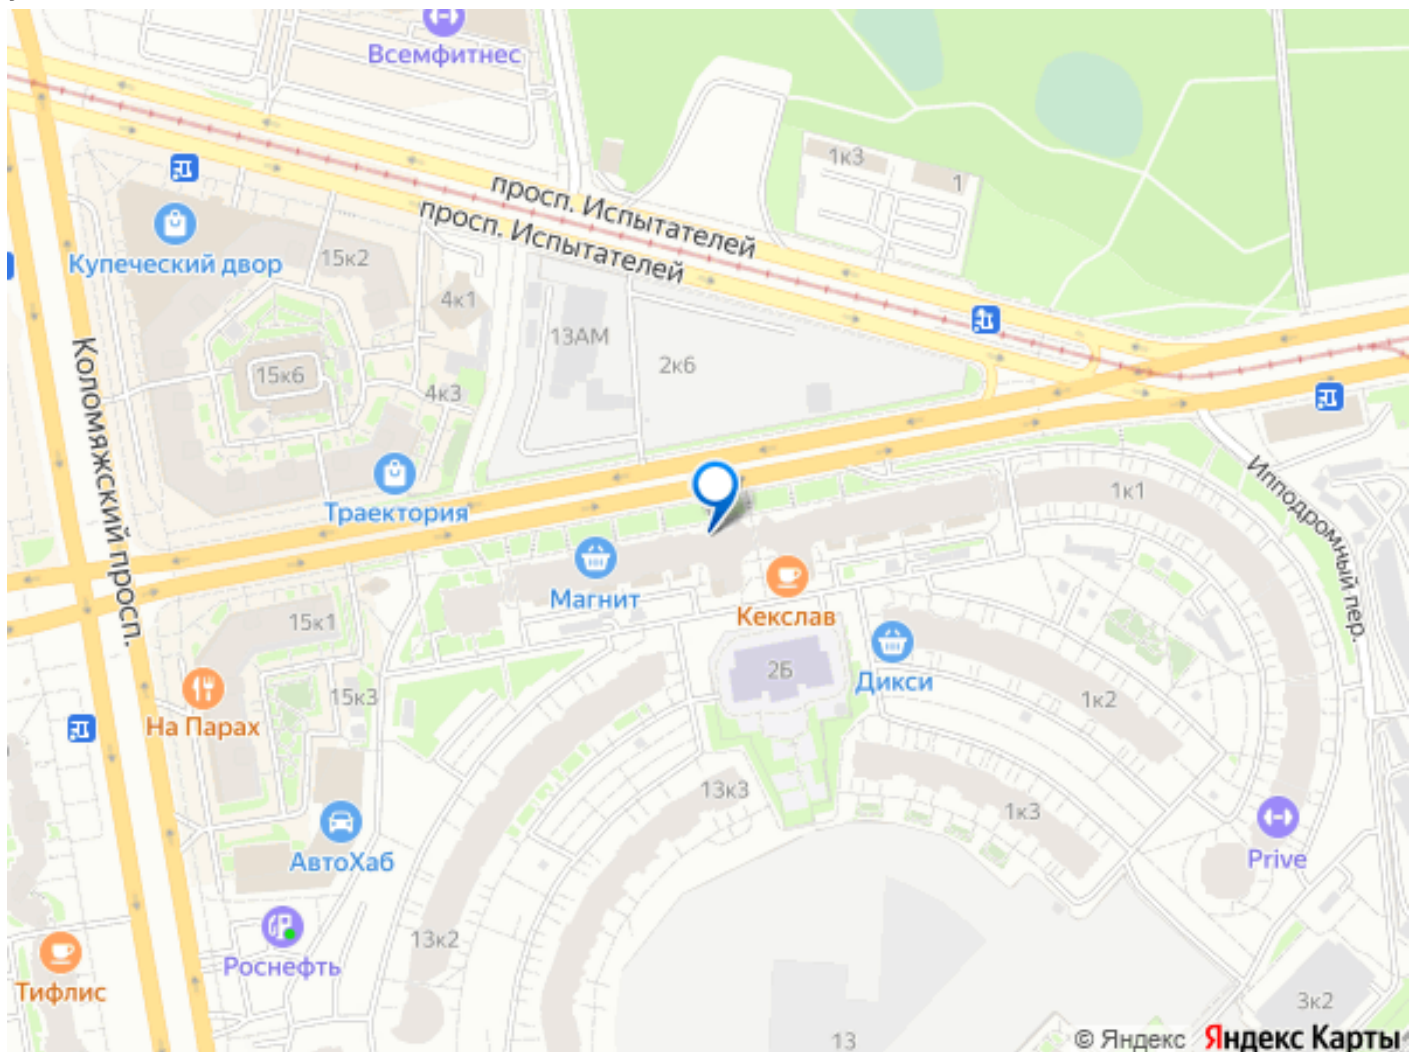 Всемфитнес
1к3
1
просп. Испытателей
просп. Испытателей
Купеческий двор
15к2
4к1
13АМ
2к6
15к6
4к3
Коломяжский просп.
Траектория
1к1
Ипподромный пер.
Магнит
Кекслав
15к1
2Б
Дикси
15к3
1к2
На Парах
13к3
1к3
АвтоХаб
Prive
13к2
Роснефть
Тифлис
3к2
13
© Яндекс Яндекс Карты